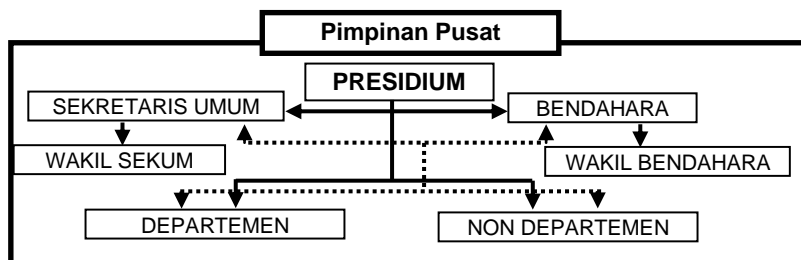 Pimpinan Pusat
PRESIDIUM
SEKRETARIS UMUM
BENDAHARA
WAKIL SEKUM
WAKIL BENDAHARA
DEPARTEMEN
NON DEPARTEMEN